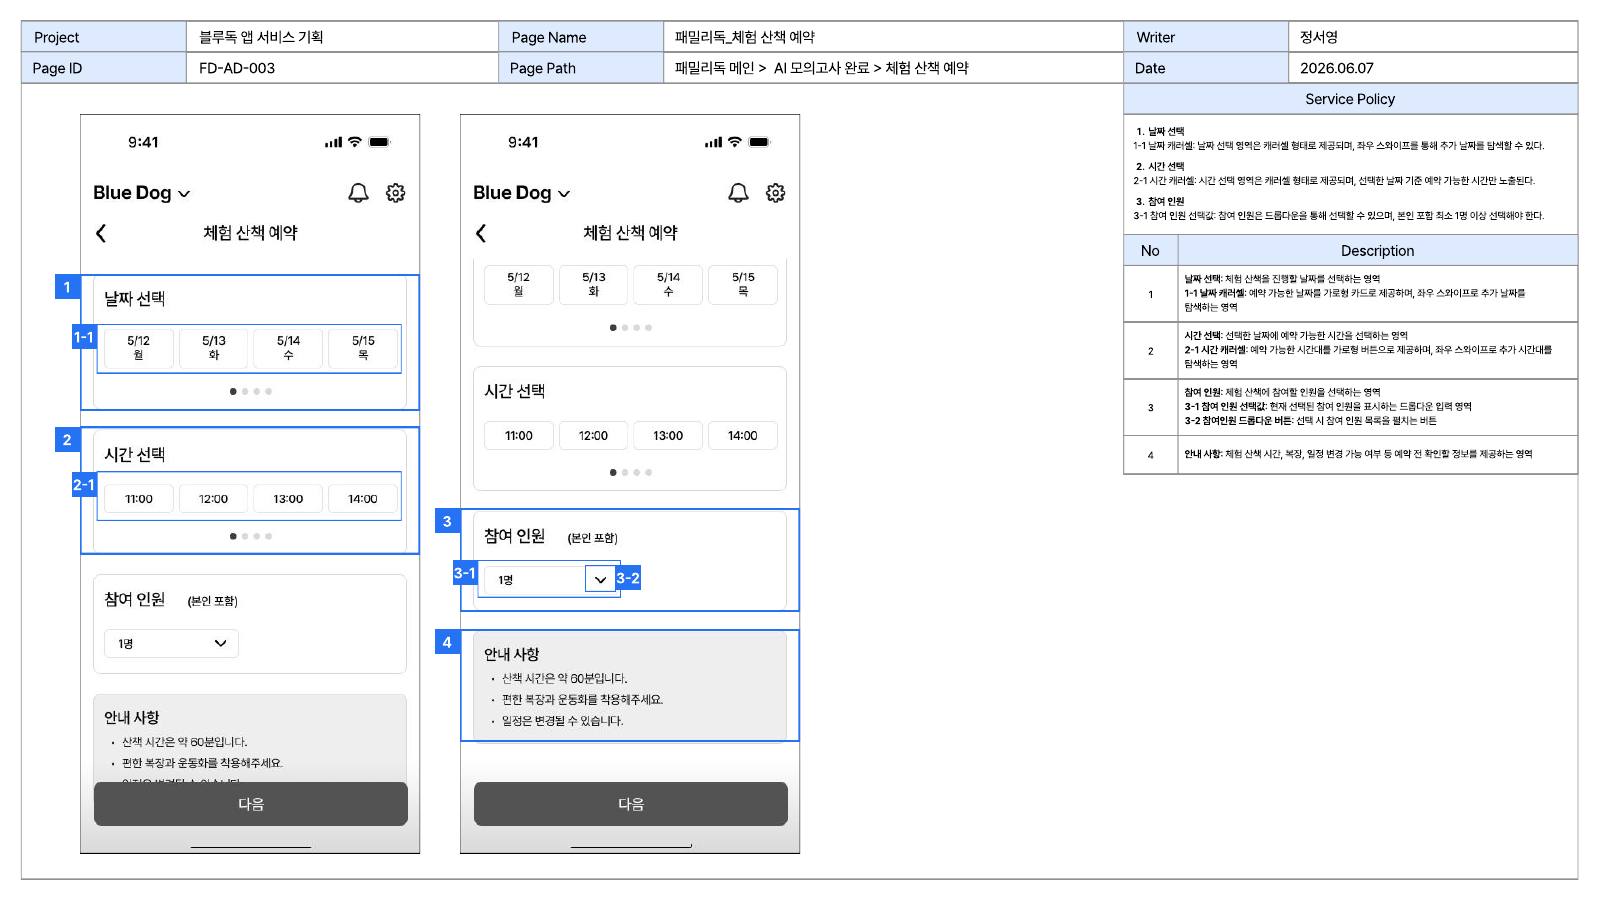 Project 블루독 앱 서비스 기획 Page Name 패밀리독_체험 산책 예약 Writer 정서영
Page ID FD-AD-003 Page Path 패밀리독 메인 > AI 모의고사 완료 > 체험 산책 예약 Date 2026.06.07
9:41
Blue Dog
체험 산책 예약
1
날짜 선택
1-1
5/12 월
5/13 화
5/14 수
5/15 목
2
시간 선택
2-1
11:00 12:00 13:00 14:00
참여 인원 (본인 포함)
1명
안내 사항
· 산책 시간은 약 60분입니다.
· 편한 복장과 운동화를 착용해주세요.
다음
9:41
Blue Dog
체험 산책 예약
5/12 월
5/13 화
5/14 수
5/15 목
시간 선택
11:00 12:00 13:00 14:00
3
참여 인원 (본인 포함)
3-1
1명
3-2
4
안내 사항
· 산책 시간은 약 60분입니다.
· 편한 복장과 운동화를 착용해주세요.
· 일정은 변경될 수 있습니다.
다음
Service Policy
1. 날짜 선택
1-1 날짜 캐러셀: 날짜 선택 영역은 캐러셀 형태로 제공되며, 좌우 스와이프를 통해 추가 날짜를 탐색할 수 있다.
2. 시간 선택
2-1 시간 캐러셀: 시간 선택 영역은 캐러셀 형태로 제공되며, 선택한 날짜 기준 예약 가능한 시간만 노출된다.
3. 참여 인원
3-1 참여 인원 선택값: 참여 인원은 드롭다운을 통해 선택할 수 있으며, 본인 포함 최소 1명 이상 선택해야 한다.
No Description
1
날짜 선택: 체험 산책을 진행할 날짜를 선택하는 영역
1-1 날짜 캐러셀: 예약 가능한 날짜를 가로형 카드로 제공하며, 좌우 스와이프로 추가 날짜를
탐색하는 영역
2
시간 선택: 선택한 날짜에 예약 가능한 시간을 선택하는 영역
2-1 시간 캐러셀: 예약 가능한 시간대를 가로형 버튼으로 제공하며, 좌우 스와이프로 추가 시간대를
탐색하는 영역
3
참여 인원: 체험 산책에 참여할 인원을 선택하는 영역
3-1 참여 인원 선택값: 현재 선택된 참여 인원을 표시하는 드롭다운 입력 영역
3-2 참여인원 드롭다운 버튼: 선택 시 참여 인원 목록을 펼치는 버튼
4
안내 사항: 체험 산책 시간, 복장, 일정 변경 가능 여부 등 예약 전 확인할 정보를 제공하는 영역